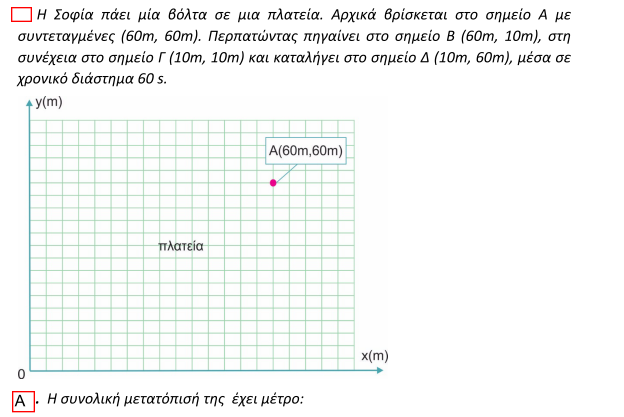 Η Σοφία πάει μία βόλτα σε μια πλατεία. Αρχικά βρίσκεται στο σημείο Α με
συντεταγμένες (60m, 60m). Περπατώντας πηγαίνει στο σημείο Β (60m, 10m), στη
συνέχεια στο σημείο Γ (10m, 10m) και καταλήγει στο σημείο Δ (10m, 60m), μέσα σε
χρονικό διάστημα 60 s.
y(m)
A(60m,60m)
πλατεία
x(m)
0
Α . Η συνολική μετατόπισή της έχει μέτρο: